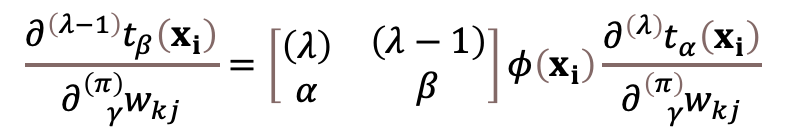 ∂^(λ−1) t_β(𝐱_𝐢) / ∂^(π)_γ w_kj = [(λ) (λ − 1) ; α β] ϕ(𝐱_𝐢) ∂^(λ) t_α(𝐱_𝐢) / ∂^(π)_γ w_kj